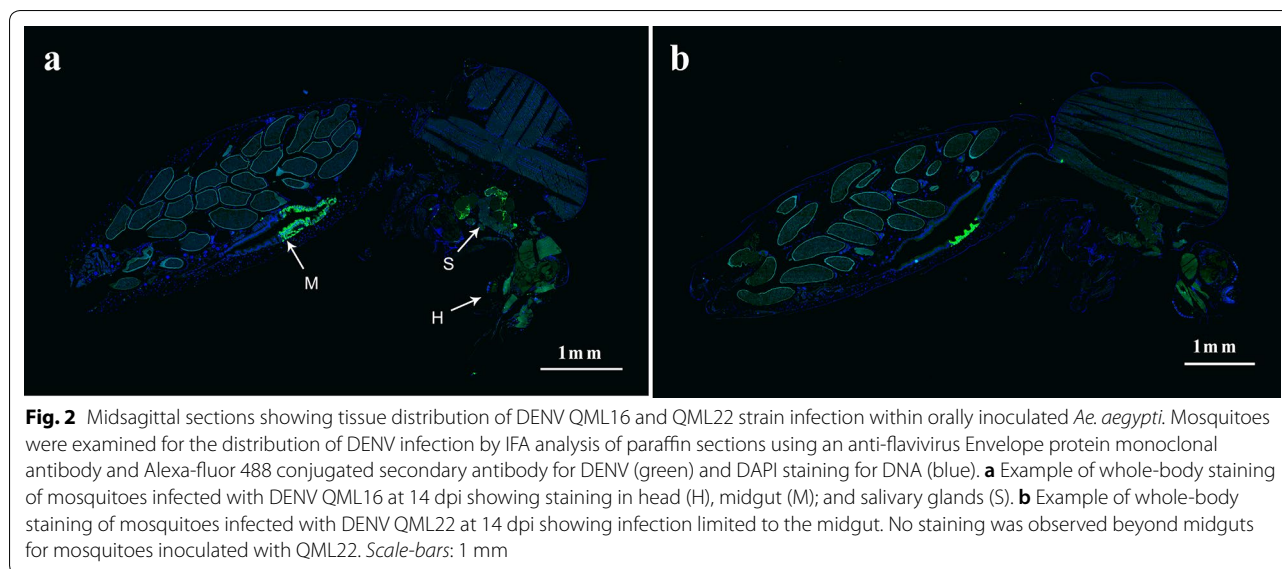 a
b
M
S
H
1mm
1mm
Fig. 2 Midsagittal sections showing tissue distribution of DENV QML16 and QML22 strain infection within orally inoculated Ae. aegypti. Mosquitoes
were examined for the distribution of DENV infection by IFA analysis of paraffin sections using an anti-flavivirus Envelope protein monoclonal
antibody and Alexa-fluor 488 conjugated secondary antibody for DENV (green) and DAPI staining for DNA (blue). a Example of whole-body staining
of mosquitoes infected with DENV QML16 at 14 dpi showing staining in head (H), midgut (M); and salivary glands (S). b Example of whole-body
staining of mosquitoes infected with DENV QML22 at 14 dpi showing infection limited to the midgut. No staining was observed beyond midguts
for mosquitoes inoculated with QML22. Scale-bars: 1 mm